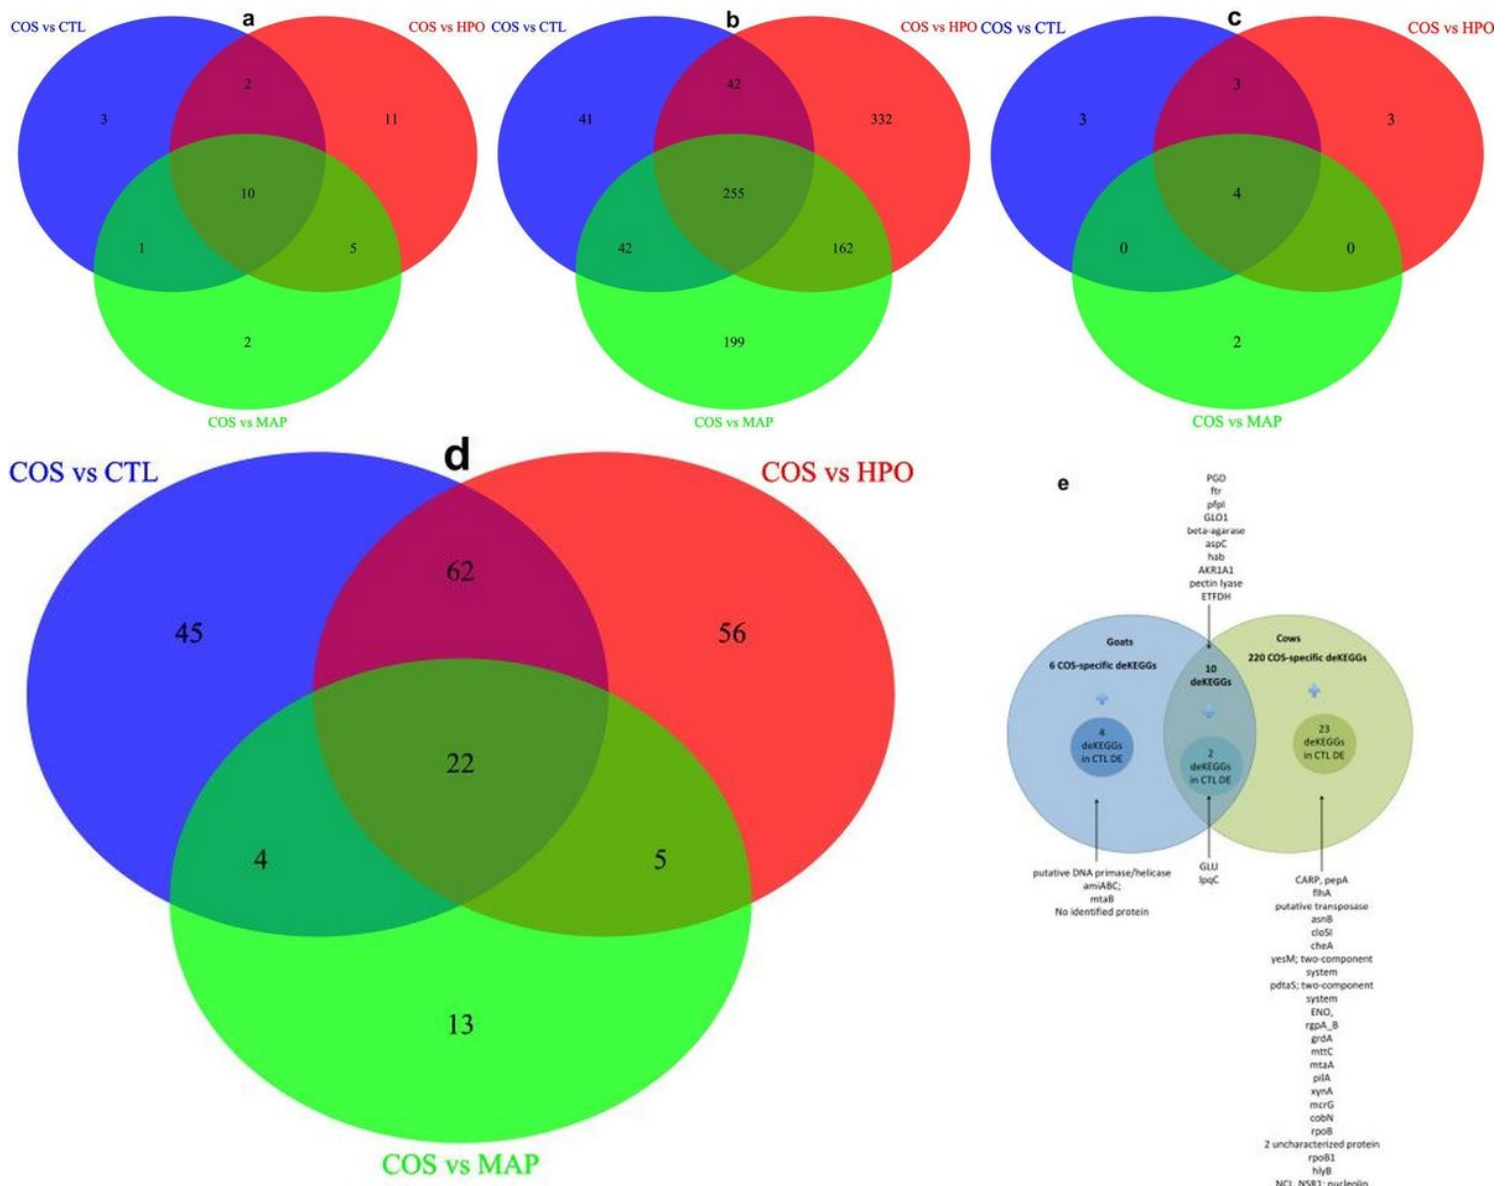 a
COS vs CTL
COS vs HPO
2
3
11
10
1
5
2
COS vs MAP
b
COS vs CTL
COS vs HPO
42
41
332
255
42
162
199
COS vs MAP
c
COS vs CTL
COS vs HPO
3
3
3
4
0
0
2
COS vs MAP
d
COS vs CTL
COS vs HPO
62
45
56
22
4
5
13
COS vs MAP
e
PGD
ftr
pfpI
GLO1
beta-agarase
aspC
hab
AKR1A1
pectin lyase
ETFDH
Goats
6 COS-specific deKEGGs
4
deKEGGs
in CTL DE
10
deKEGGs
2
deKEGGs
in CTL DE
Cows
220 COS-specific deKEGGs
23
deKEGGs
in CTL DE
putative DNA primase/helicase
amiABC;
mtaB
No identified protein
GLU
lpqC
CARP, pepA
flhA
putative transposase
asnB
cloSI
cheA
yesM; two-component
system
pdtaS; two-component
system
ENO,
rgpA_B
grdA
mttC
mtaA
pilA
xynA
mcrG
cobN
rpoB
2 uncharacterized protein
rpoB1
hlyB
NCL, NSR1; nucleolin